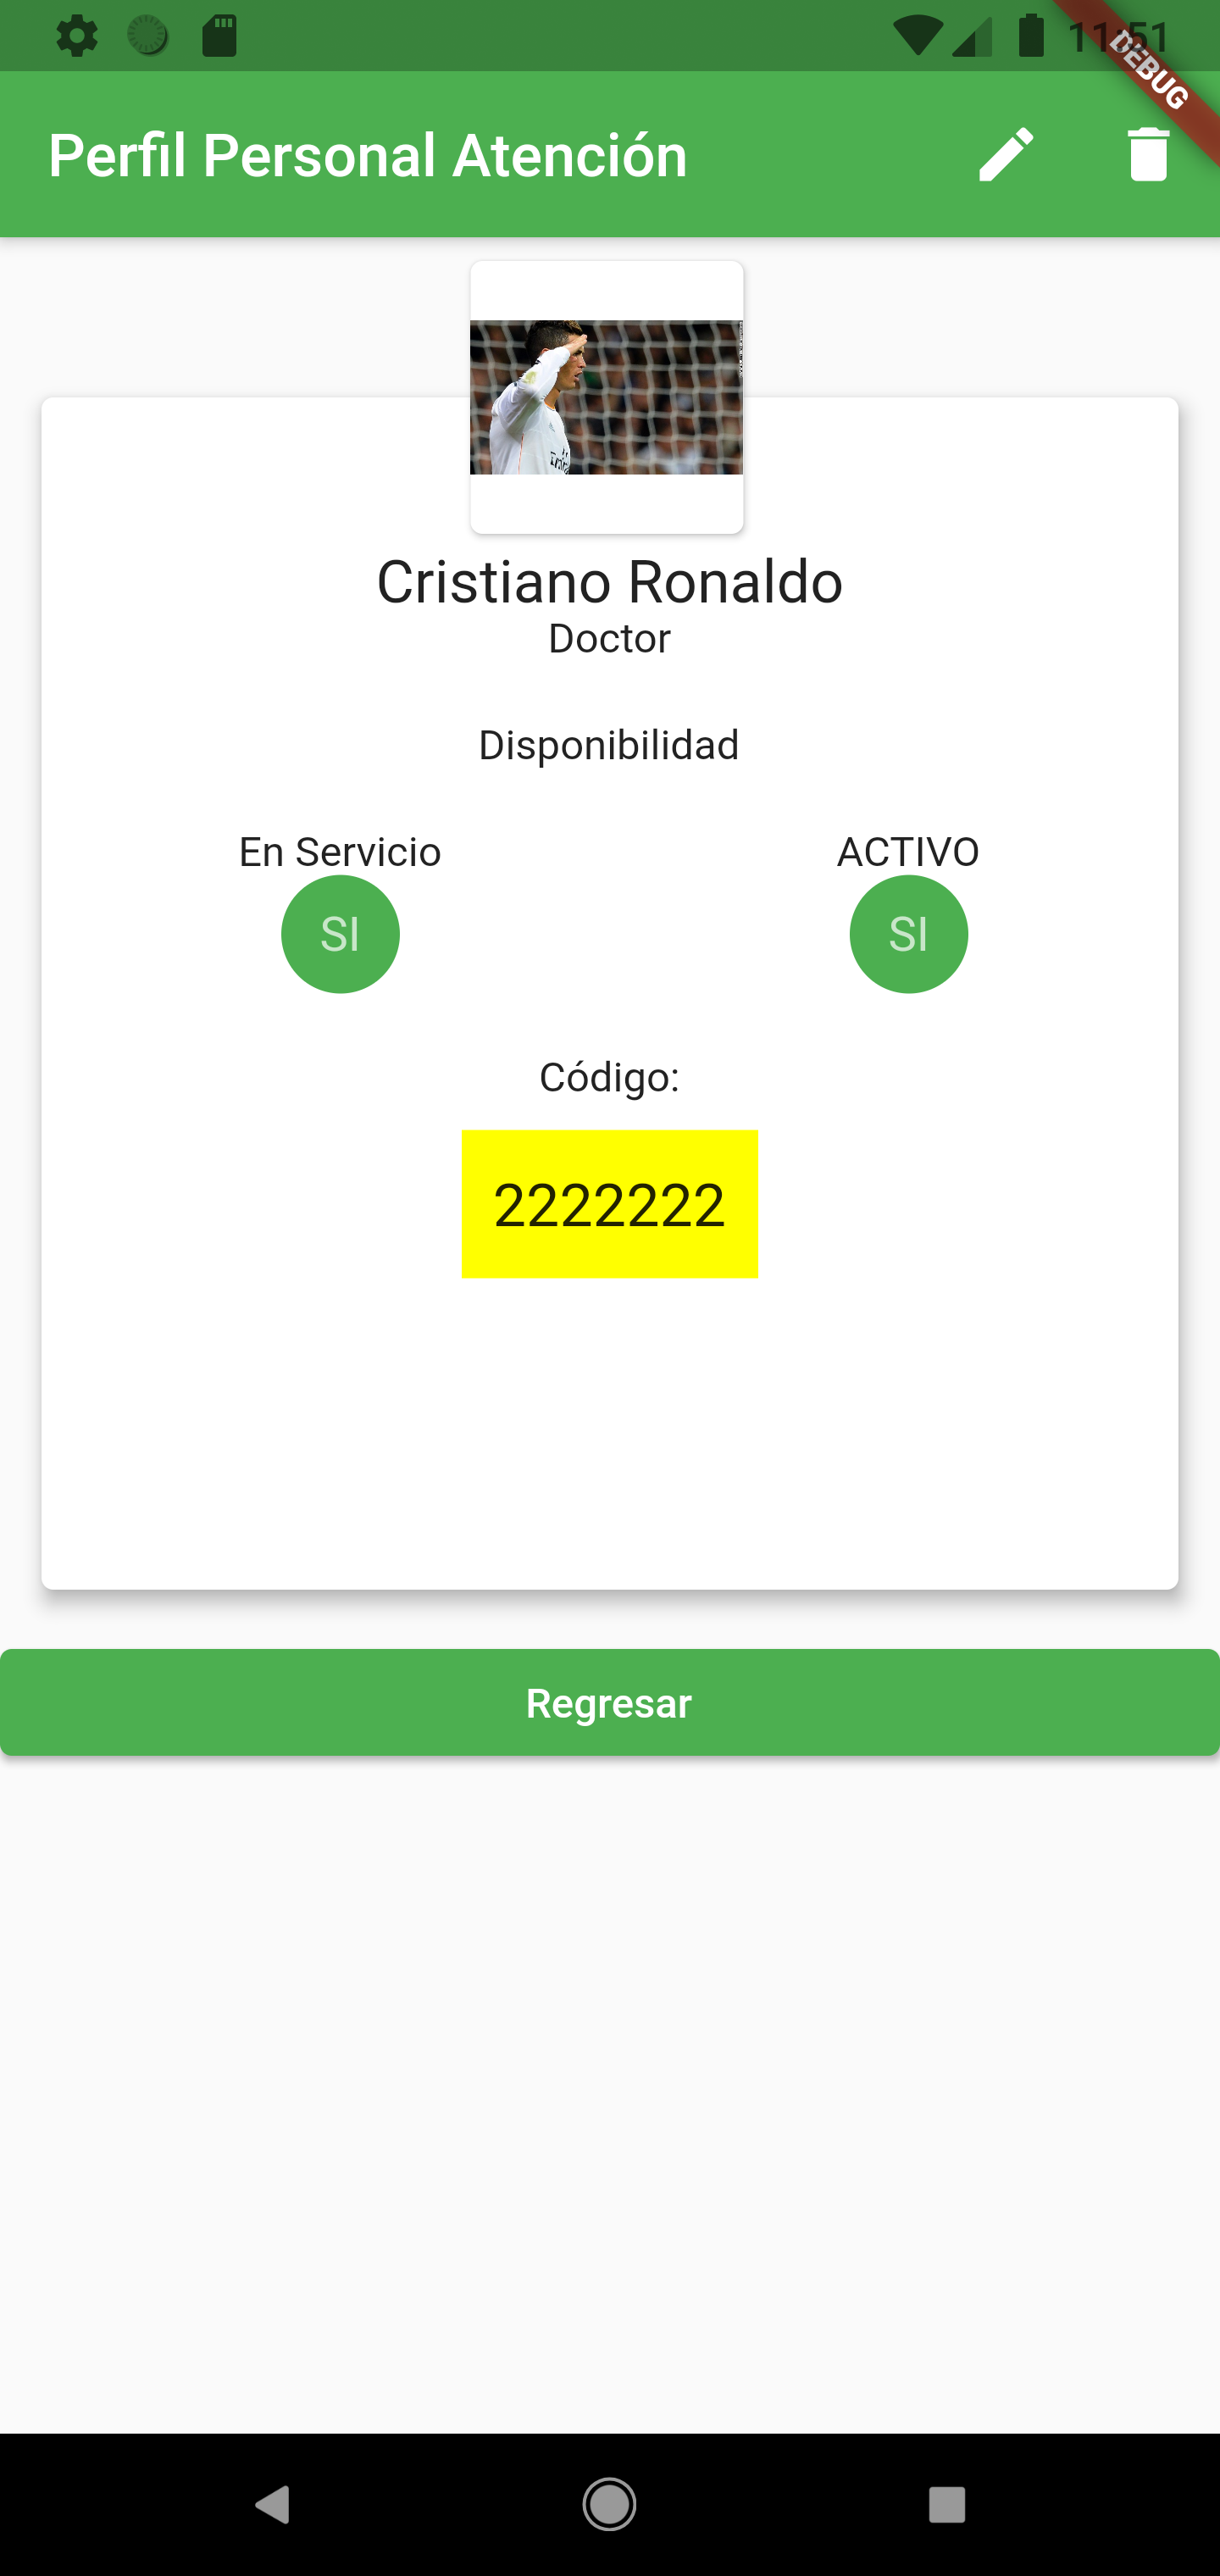 11:51
DEBUG
Perfil Personal Atención
Cristiano Ronaldo
Doctor
Disponibilidad
En Servicio
ACTIVO
SI
SI
Código:
2222222
Regresar